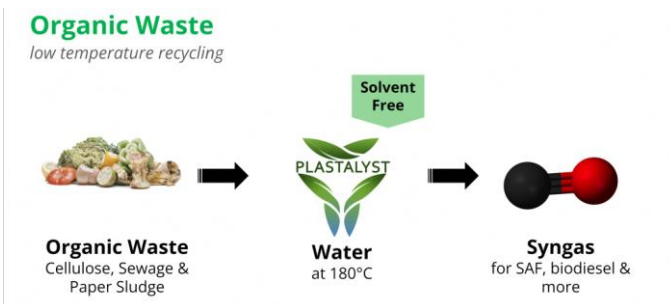 Organic Waste
low temperature recycling
Solvent
Free
PLASTALYST
Organic Waste
Cellulose, Sewage &
Paper Sludge
Water
at 180°C
Syngas
for SAF, biodiesel &
more